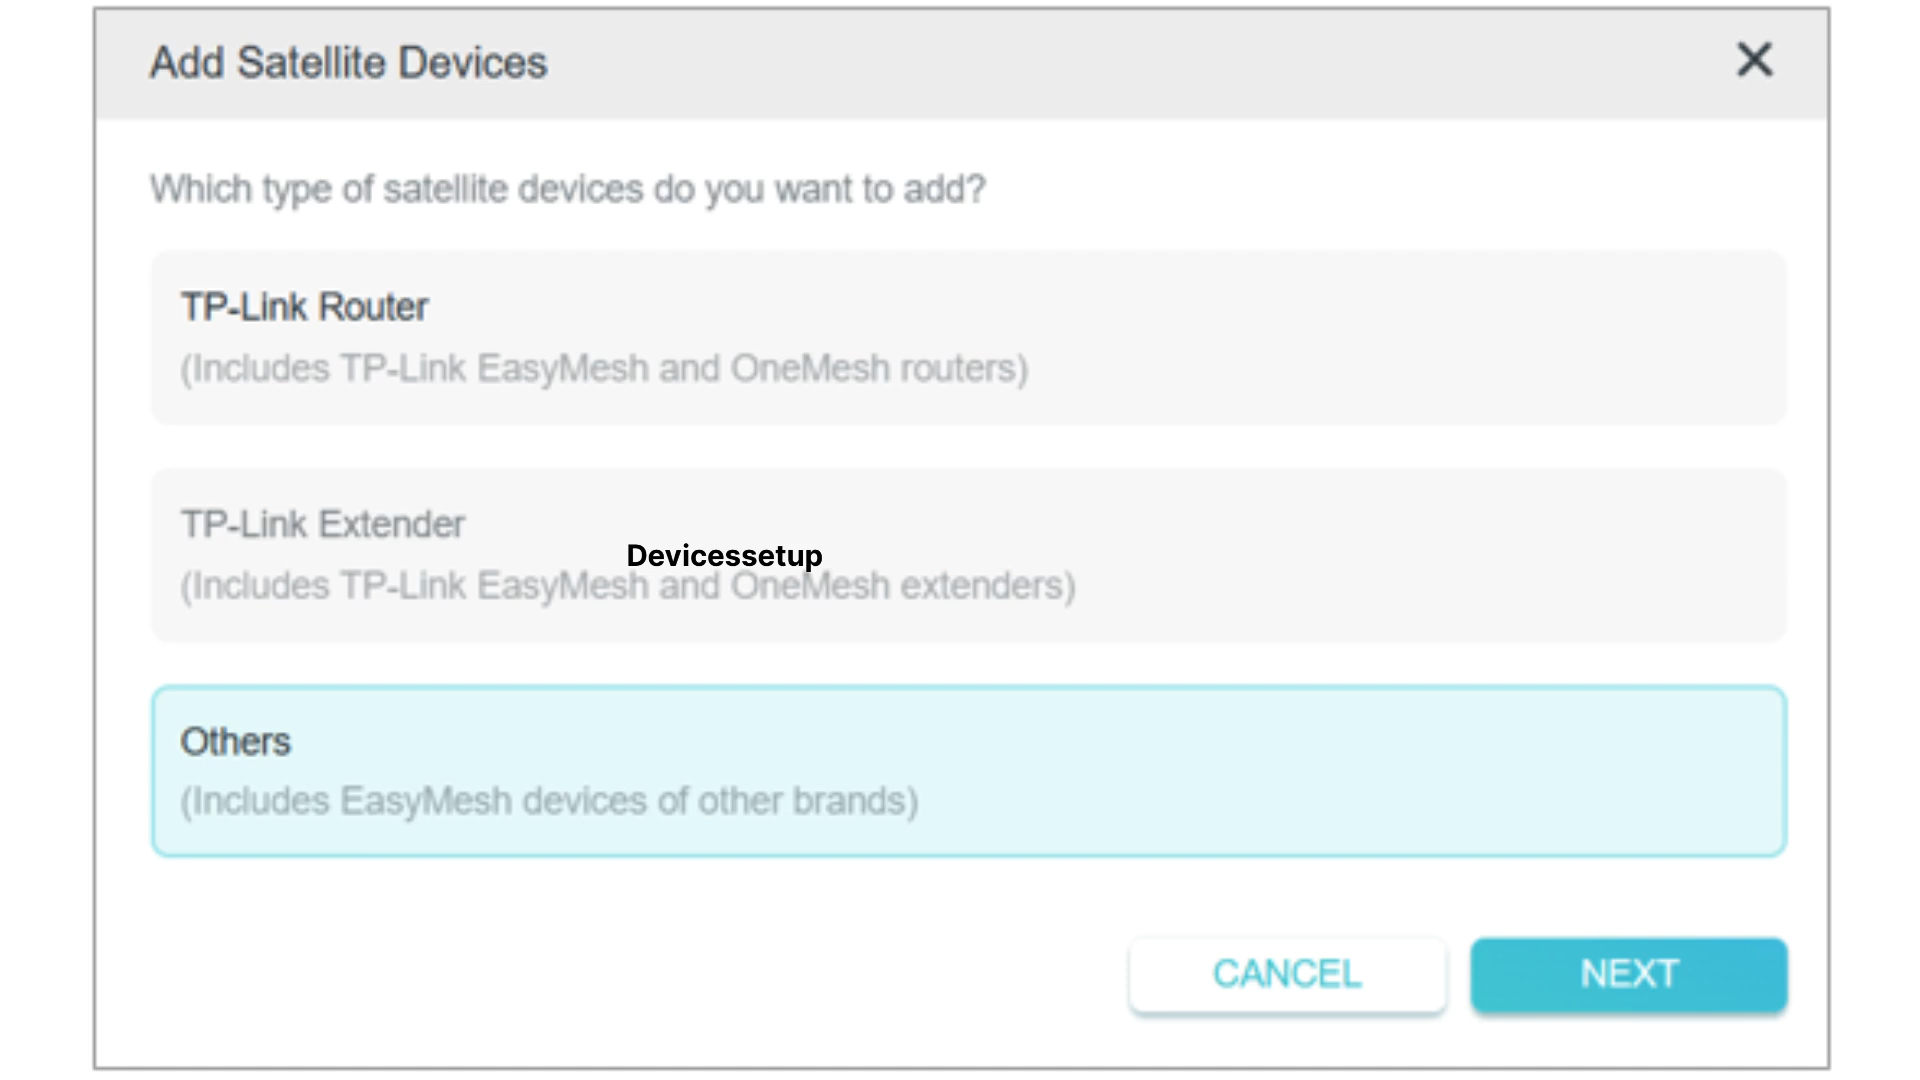 Add Satellite Devices
Which type of satellite devices do you want to add?
TP-Link Router
(Includes TP-Link EasyMesh and OneMesh routers)
TP-Link Extender
Devicessetup
(Includes TP-Link EasyMesh and OneMesh extenders)
Others
(Includes EasyMesh devices of other brands)
CANCEL NEXT